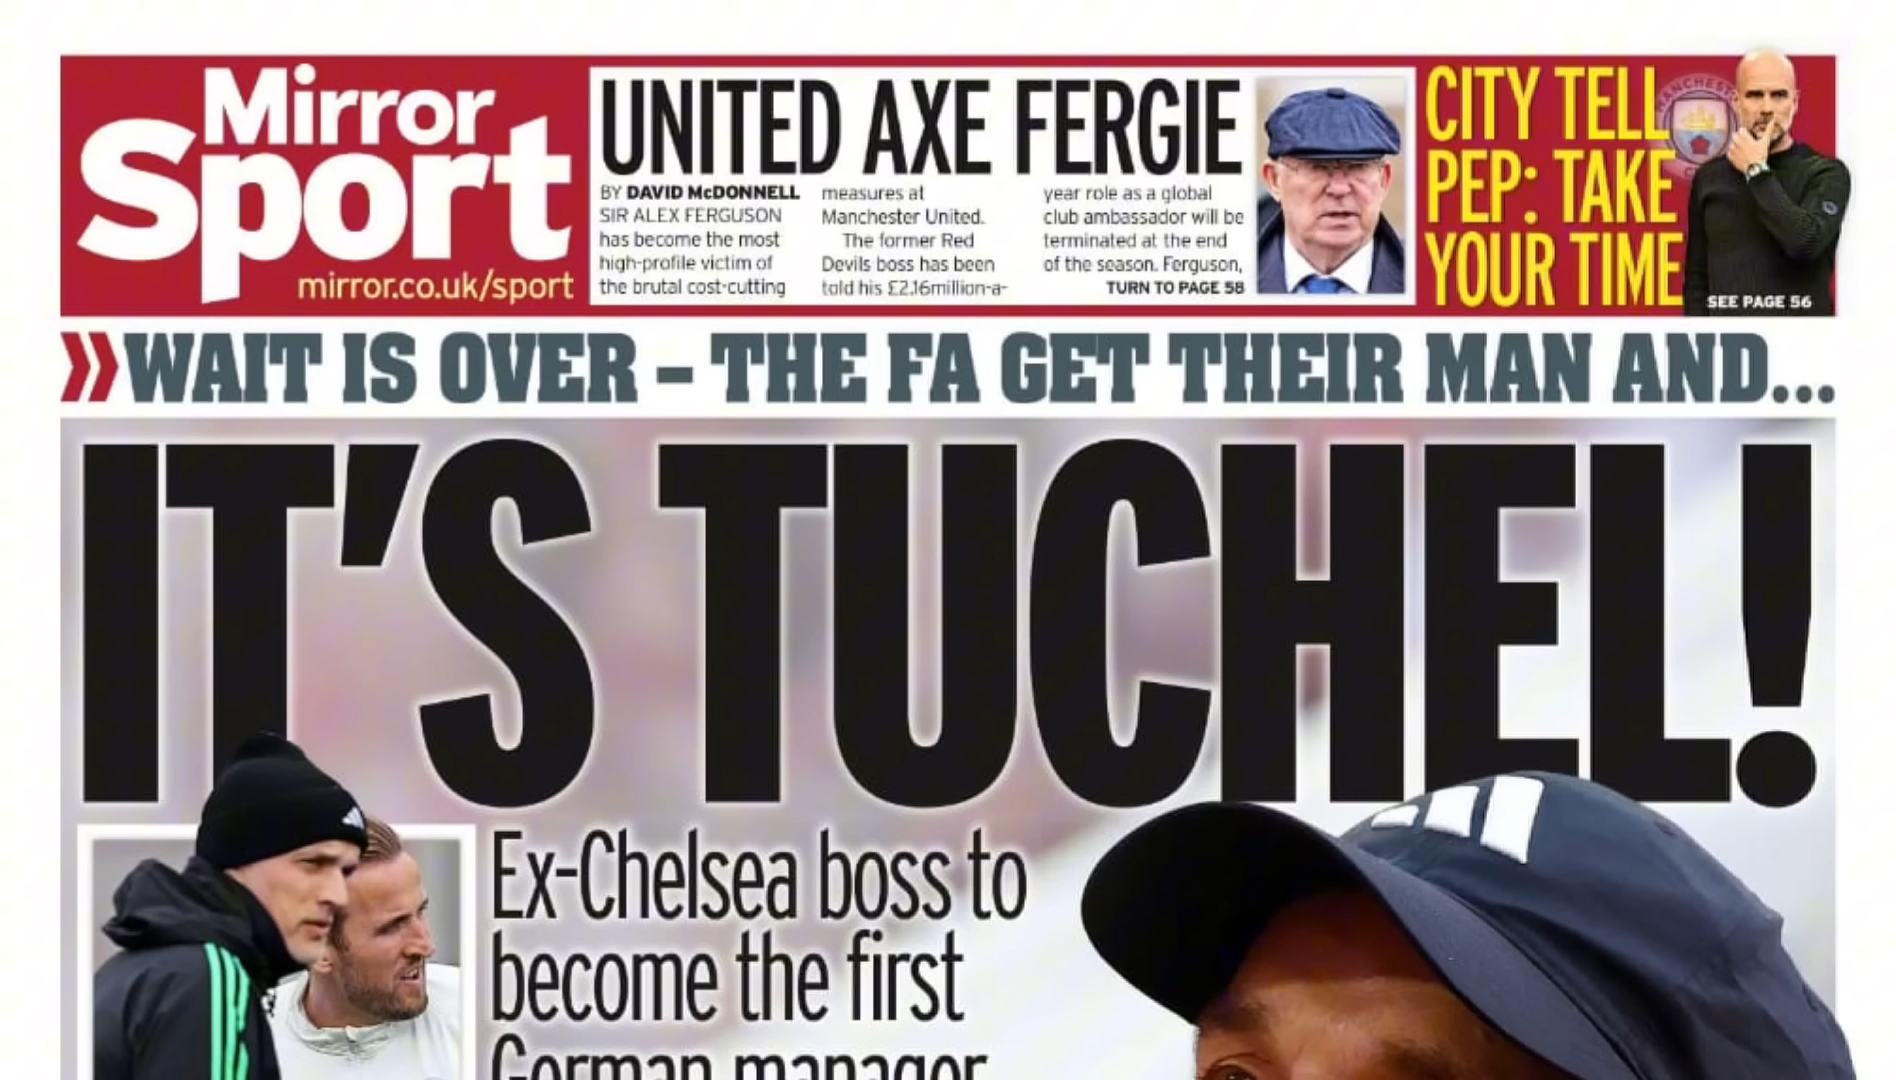 Mirror
Sport
mirror.co.uk/sport
UNITED AXE FERGIE
BY DAVID McDONNELL
SIR ALEX FERGUSON
has become the most
high-profile victim of
the brutal cost-cutting
measures at
Manchester United.
The former Red
Devils boss has been
told his £2.16million-a-
year role as a global
club ambassador will be
terminated at the end
of the season. Ferguson,
TURN TO PAGE 58
CITY TELL
PEP: TAKE
YOUR TIME
SEE PAGE 56
»WAIT IS OVER – THE FA GET THEIR MAN AND...
IT'S TUCHEL!
Ex-Chelsea boss to
become the first
German manager